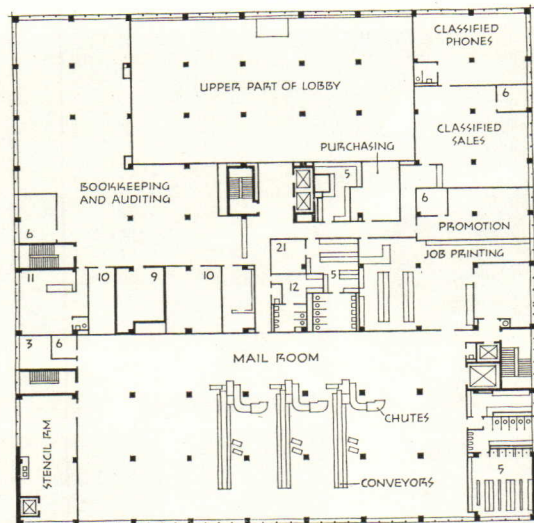 CLASSIFIED
PHONES
UPPER PART OF LOBBY
6
CLASSIFIED
SALES
PURCHASING
5
BOOKKEEPING
AND AUDITING
6
6
PROMOTION
21
JOB PRINTING
11
10
9
10
12
5
3
6
MAIL ROOM
CHUTES
STENCIL RM
5
CONVEYORS